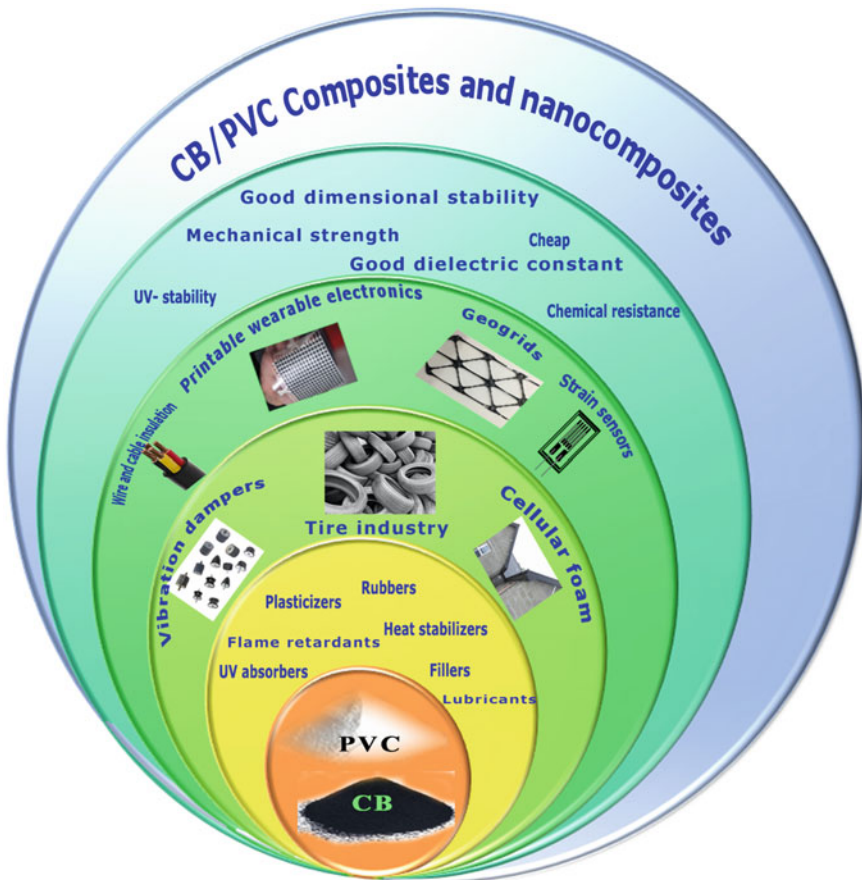 CB/PVC Composites and nanocomposites
Good dimensional stability
Mechanical strength
Cheap
Good dielectric constant
UV- stability
Chemical resistance
Printable wearable electronics
Geogrids
Strain sensors
Wire and cable insulation
Tire industry
Vibration dampers
Cellular foam
Rubbers
Plasticizers
Heat stabilizers
Flame retardants
UV absorbers
Fillers
Lubricants
PVC
CB